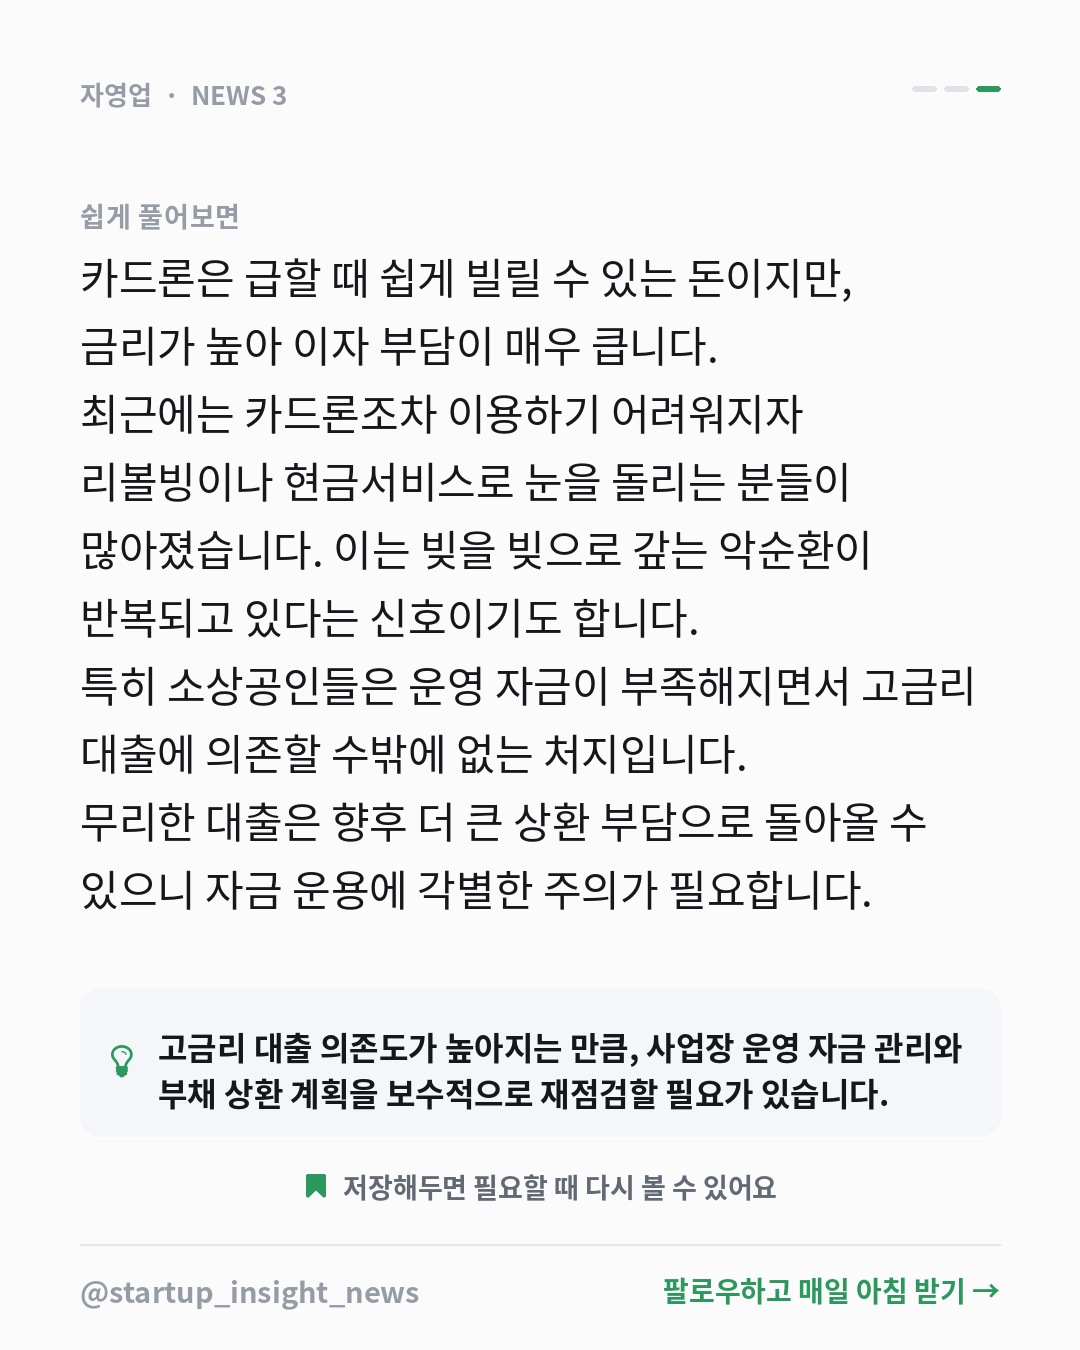 자영업 · NEWS 3
쉽게 풀어보면
카드론은 급할 때 쉽게 빌릴 수 있는 돈이지만,
금리가 높아 이자 부담이 매우 큽니다.
최근에는 카드론조차 이용하기 어려워지자
리볼빙이나 현금서비스로 눈을 돌리는 분들이
많아졌습니다. 이는 빚을 빚으로 갚는 악순환이
반복되고 있다는 신호이기도 합니다.
특히 소상공인들은 운영 자금이 부족해지면서 고금리
대출에 의존할 수밖에 없는 처지입니다.
무리한 대출은 향후 더 큰 상환 부담으로 돌아올 수
있으니 자금 운용에 각별한 주의가 필요합니다.
고금리 대출 의존도가 높아지는 만큼, 사업장 운영 자금 관리와
부채 상환 계획을 보수적으로 재점검할 필요가 있습니다.
저장해두면 필요할 때 다시 볼 수 있어요
@startup_insight_news
팔로우하고 매일 아침 받기 →